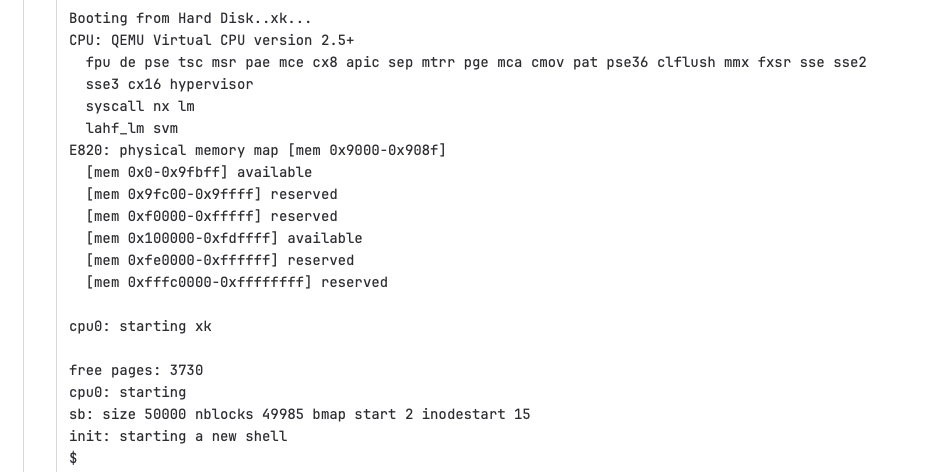 Booting from Hard Disk..xk...
CPU: QEMU Virtual CPU version 2.5+
fpu de pse tsc msr pae mce cx8 apic sep mtrr pge mca cmov pat pse36 clflush mmx fxsr sse sse2
sse3 cx16 hypervisor
syscall nx lm
lahf_lm svm
E820: physical memory map [mem 0x9000-0x908f]
[mem 0x0-0x9fbff] available
[mem 0x9fc00-0x9ffff] reserved
[mem 0xf0000-0xfffff] reserved
[mem 0x100000-0xfdffff] available
[mem 0xfe0000-0xffffff] reserved
[mem 0xfffc0000-0xffffffff] reserved
cpu0: starting xk
free pages: 3730
cpu0: starting
sb: size 50000 nblocks 49985 bmap start 2 inodestart 15
init: starting a new shell
$